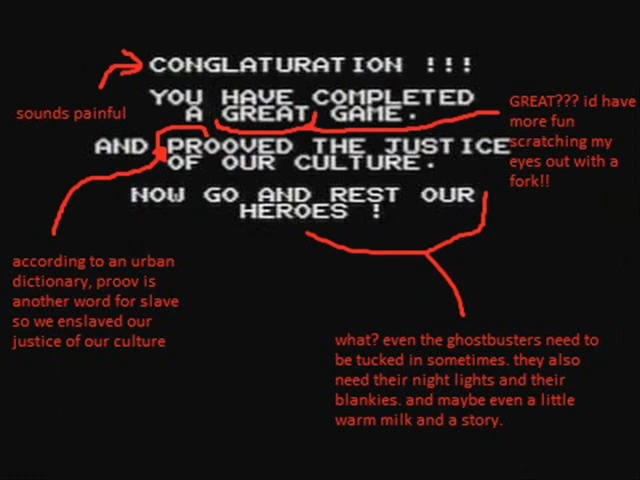 CONGLATURATION !!!
YOU HAVE COMPLETED
A GREAT GAME.
AND PROOVED THE JUSTICE
OF OUR CULTURE.
NOW GO AND REST OUR
HEROES !
sounds painful
GREAT??? id have
more fun
scratching my
eyes out with a
fork!!
according to an urban
dictionary, proov is
another word for slave
so we enslaved our
justice of our culture
what? even the ghostbusters need to
be tucked in sometimes. they also
need their night lights and their
blankies. and maybe even a little
warm milk and a story.